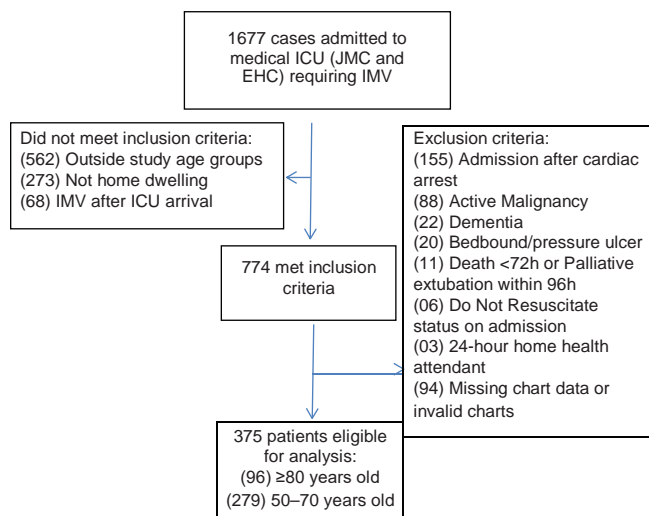 1677 cases admitted to
medical ICU (JMC and
EHC) requiring IMV
Did not meet inclusion criteria:
(562) Outside study age groups
(273) Not home dwelling
(68) IMV after ICU arrival
774 met inclusion
criteria
Exclusion criteria:
(155) Admission after cardiac
arrest
(88) Active Malignancy
(22) Dementia
(20) Bedbound/pressure ulcer
(11) Death <72h or Palliative
extubation within 96h
(06) Do Not Resuscitate
status on admission
(03) 24-hour home health
attendant
(94) Missing chart data or
invalid charts
375 patients eligible
for analysis:
(96) ≥80 years old
(279) 50–70 years old